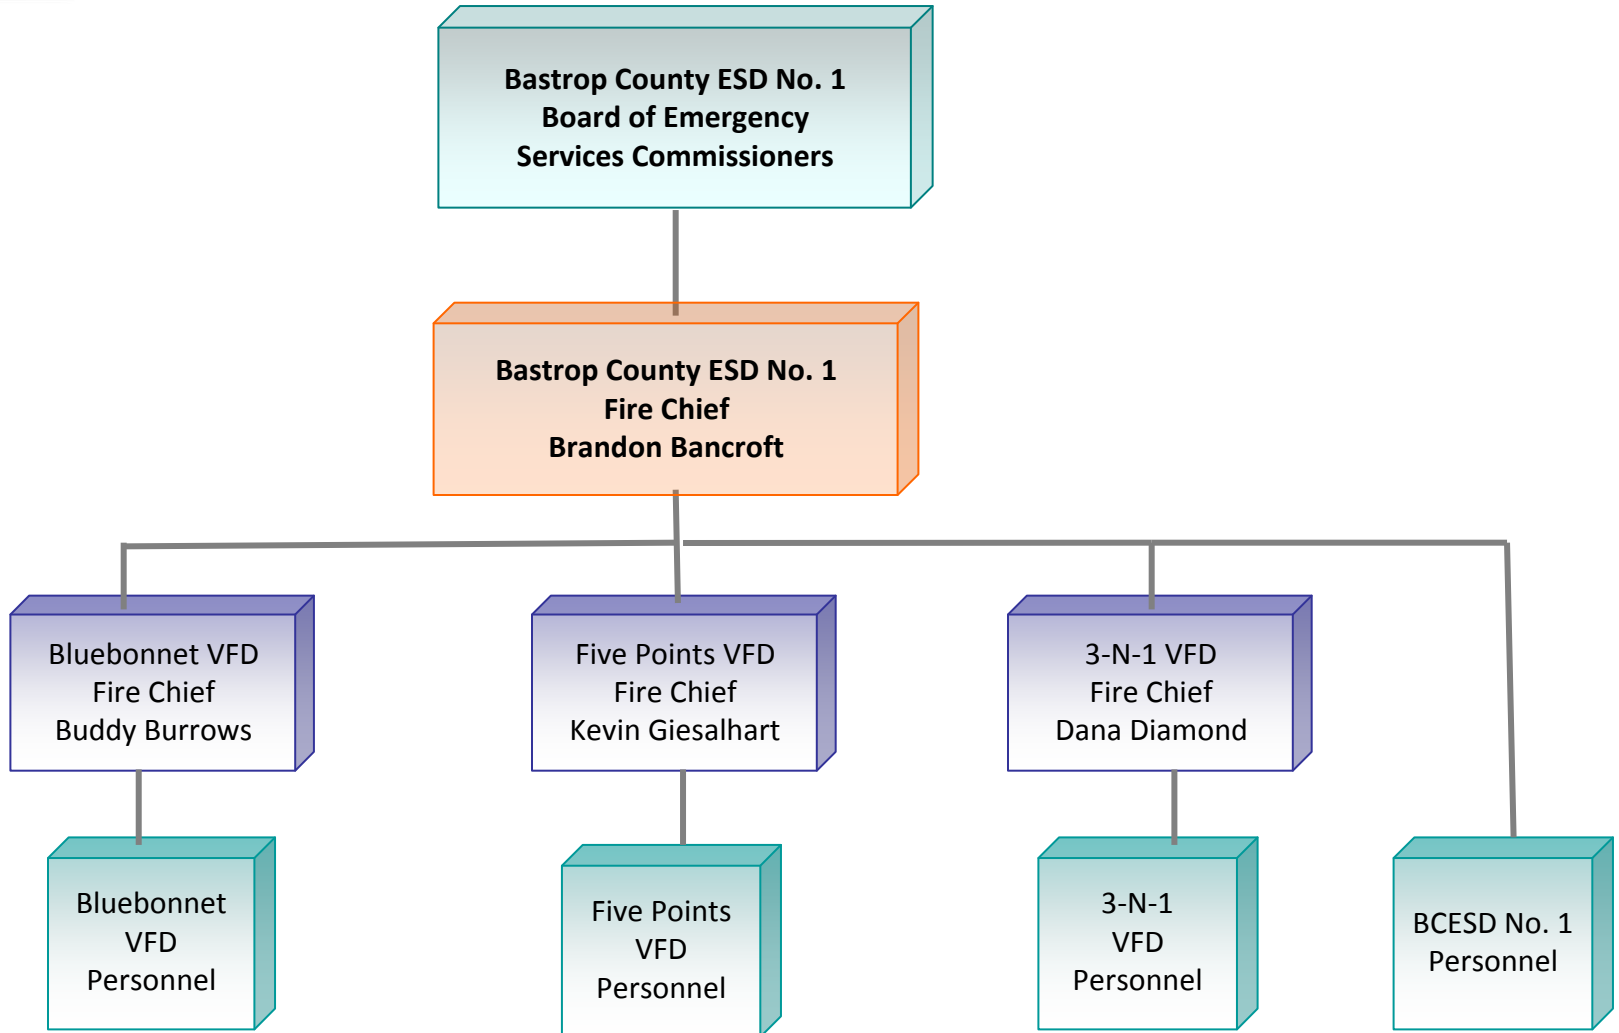 Bastrop County ESD No. 1
Board of Emergency
Services Commissioners
Bastrop County ESD No. 1
Fire Chief
Brandon Bancroft
Bluebonnet VFD
Fire Chief
Buddy Burrows
Five Points VFD
Fire Chief
Kevin Giesalhart
3-N-1 VFD
Fire Chief
Dana Diamond
Bluebonnet
VFD
Personnel
Five Points
VFD
Personnel
3-N-1
VFD
Personnel
BCESD No. 1
Personnel